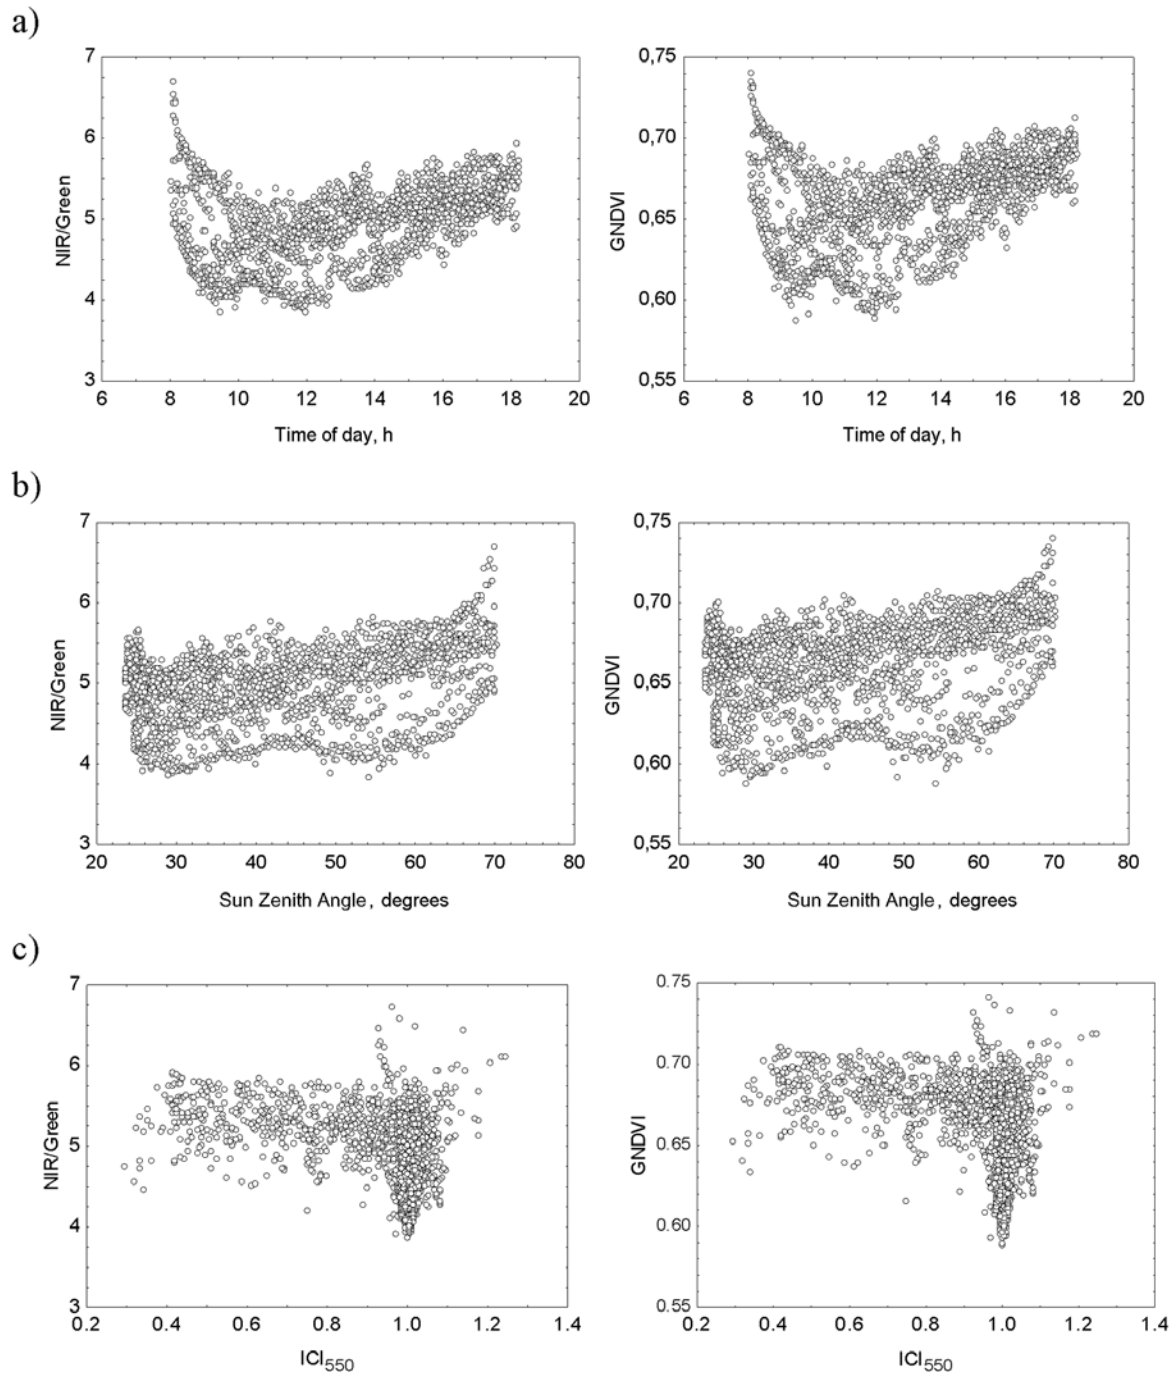 a)
7
6
5
4
3
NIR/Green
6 8 10 12 14 16 18 20
Time of day, h
0,75
0,70
0,65
0,60
0,55
GNDVI
6 8 10 12 14 16 18 20
Time of day, h
b)
7
6
5
4
3
NIR/Green
20 30 40 50 60 70 80
Sun Zenith Angle, degrees
0,75
0,70
0,65
0,60
0,55
GNDVI
20 30 40 50 60 70 80
Sun Zenith Angle, degrees
c)
7
6
5
4
3
NIR/Green
0.2 0.4 0.6 0.8 1.0 1.2 1.4
ICI550
0.75
0.70
0.65
0.60
0.55
GNDVI
0.2 0.4 0.6 0.8 1.0 1.2 1.4
ICI550